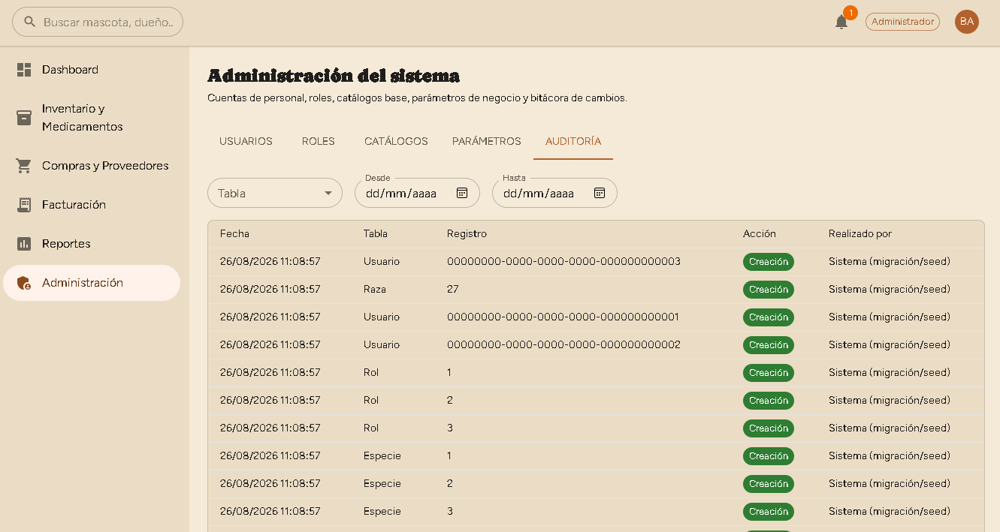 Buscar mascota, dueño..
1
Administrador
BA
Dashboard
Inventario y
Medicamentos
Compras y Proveedores
Facturación
Reportes
Administración
Administración del sistema
Cuentas de personal, roles, catálogos base, parámetros de negocio y bitácora de cambios.
USUARIOS ROLES CATÁLOGOS PARÁMETROS AUDITORÍA
Desde Hasta
Tabla dd/mm/aaaa dd/mm/aaaa
Fecha Tabla Registro Acción Realizado por
26/08/2026 11:08:57 Usuario 00000000-0000-0000-0000-000000000003 Creación Sistema (migración/seed)
26/08/2026 11:08:57 Raza 27 Creación Sistema (migración/seed)
26/08/2026 11:08:57 Usuario 00000000-0000-0000-0000-000000000001 Creación Sistema (migración/seed)
26/08/2026 11:08:57 Usuario 00000000-0000-0000-0000-000000000002 Creación Sistema (migración/seed)
26/08/2026 11:08:57 Rol 1 Creación Sistema (migración/seed)
26/08/2026 11:08:57 Rol 2 Creación Sistema (migración/seed)
26/08/2026 11:08:57 Rol 3 Creación Sistema (migración/seed)
26/08/2026 11:08:57 Especie 1 Creación Sistema (migración/seed)
26/08/2026 11:08:57 Especie 2 Creación Sistema (migración/seed)
26/08/2026 11:08:57 Especie 3 Creación Sistema (migración/seed)